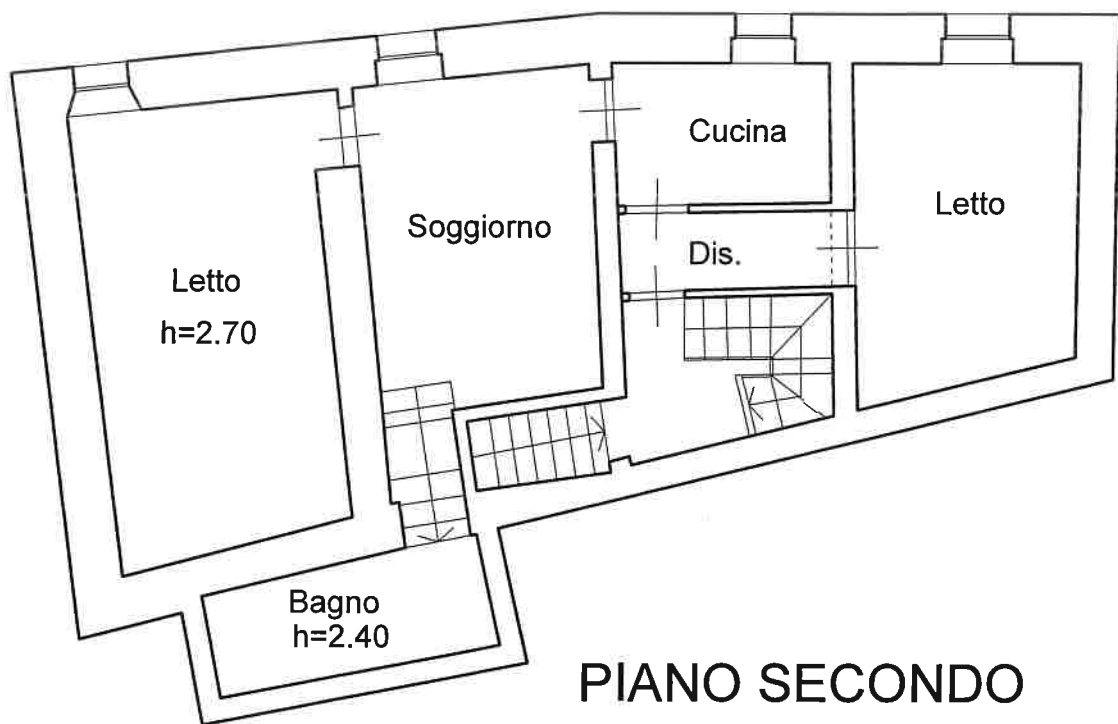 Cucina
Letto
Soggiorno
Dis.
Letto
h=2.70
Bagno
h=2.40
PIANO SECONDO